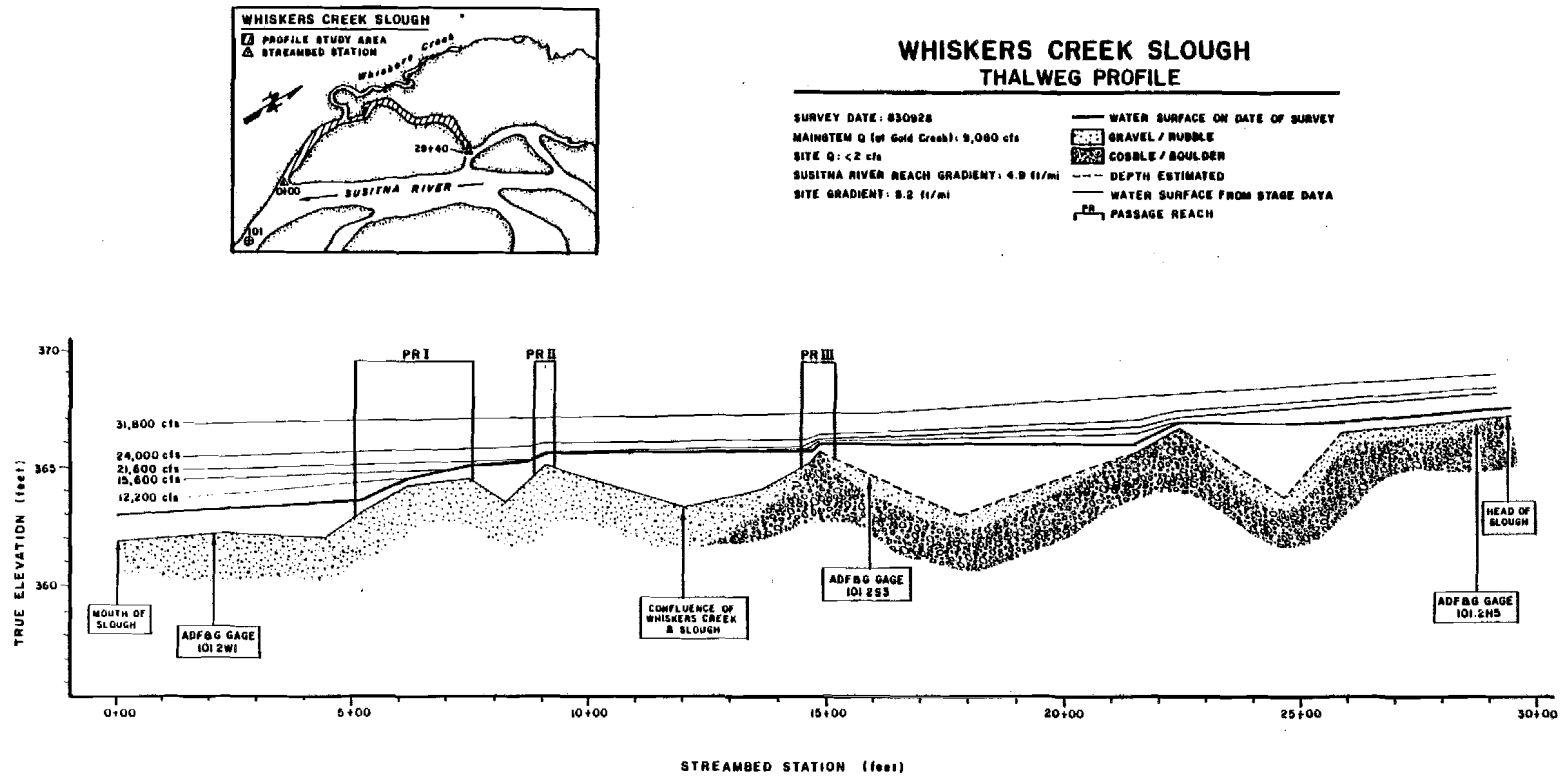 WHISKERS CREEK SLOUGH
PROFILE STUDY AREA
STREAMBED STATION
Whiskers Creek
29+40
0+00
SUSITNA RIVER
101
WHISKERS CREEK SLOUGH
THALWEG PROFILE
SURVEY DATE: 830928
MAINSTEM Q (at Gold Creek): 9,080 cfs
SITE Q: <2 cfs
SUSITNA RIVER REACH GRADIENT: 4.9 ft/mi
SITE GRADIENT: 8.2 ft/mi
WATER SURFACE ON DATE OF SURVEY
GRAVEL / RUBBLE
COBBLE / BOULDER
DEPTH ESTIMATED
WATER SURFACE FROM STAGE DATA
PR PASSAGE REACH
TRUE ELEVATION (feet)
370
365
360
PR I
PR II
PR III
31,800 cfs
24,000 cfs
21,600 cfs
15,600 cfs
12,200 cfs
MOUTH OF
SLOUGH
ADF&G GAGE
101.2W1
CONFLUENCE OF
WHISKERS CREEK
& SLOUGH
ADF&G GAGE
101.2S3
ADF&G GAGE
101.2H5
HEAD OF
SLOUGH
0+00
5+00
10+00
15+00
20+00
25+00
30+00
STREAMBED STATION (feet)